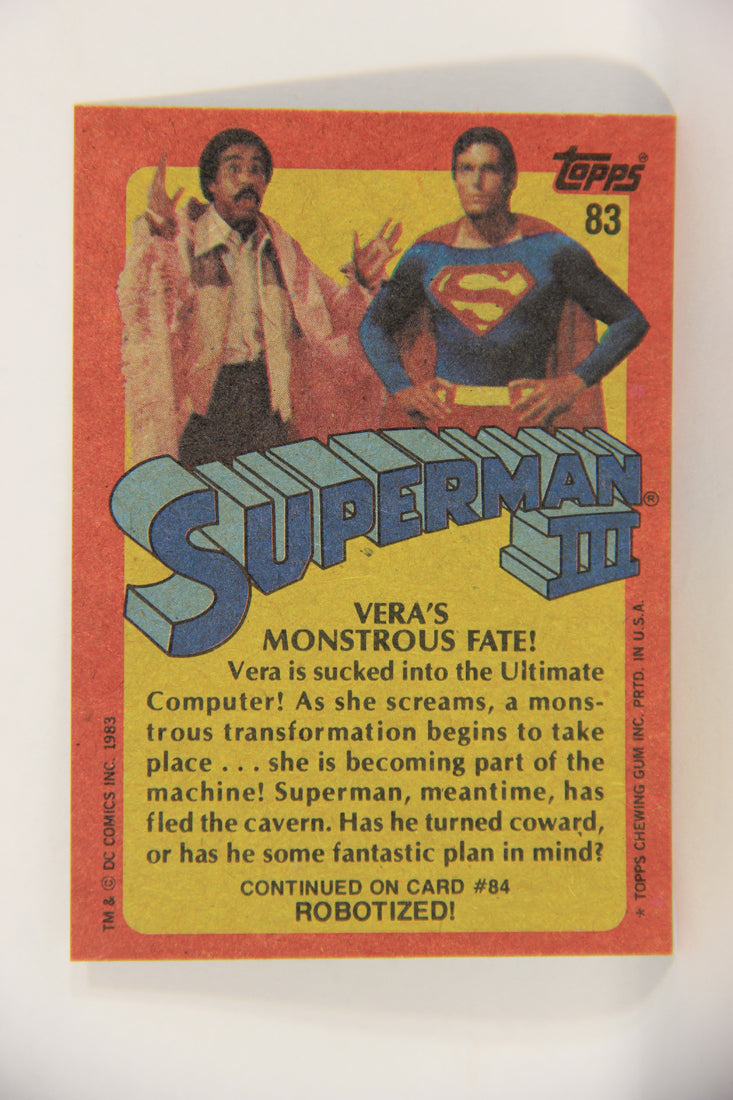 topps®
83
SUPERMAN®
III
VERA'S
MONSTROUS FATE!
Vera is sucked into the Ultimate
Computer! As she screams, a mons-
trous transformation begins to take
place . . . she is becoming part of the
machine! Superman, meantime, has
fled the cavern. Has he turned coward,
or has he some fantastic plan in mind?
CONTINUED ON CARD #84
ROBOTIZED!
TM & © DC COMICS INC. 1983
* TOPPS CHEWING GUM INC. PRTD. IN U.S.A.